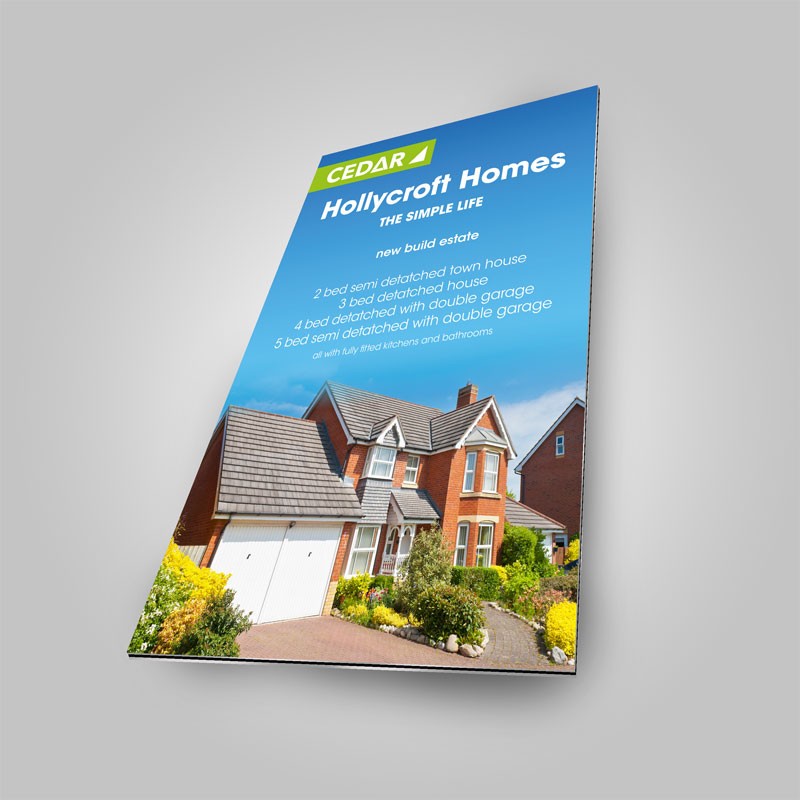 CEDAR
Hollycroft Homes
THE SIMPLE LIFE
new build estate
2 bed semi detatched town house
3 bed detatched house
4 bed detatched with double garage
5 bed semi detatched with double garage
all with fully fitted kitchens and bathrooms